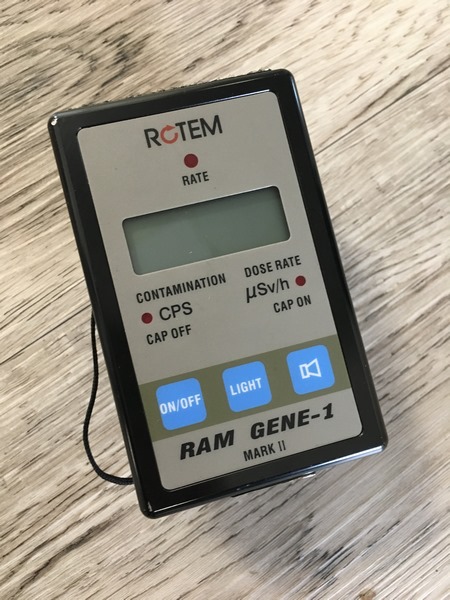 ROTEM
RATE
CONTAMINATION
CPS
CAP OFF
DOSE RATE
μSv/h
CAP ON
ON/OFF
LIGHT
RAM GENE-1
MARK II